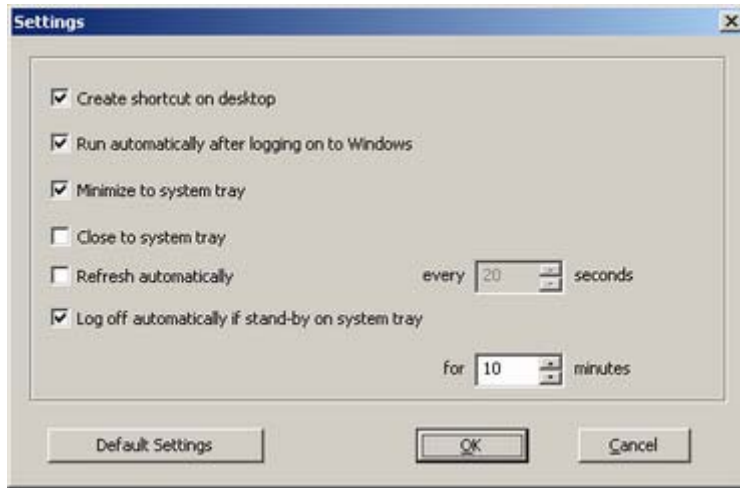 Settings
Create shortcut on desktop
Run automatically after logging on to Windows
Minimize to system tray
Close to system tray
Refresh automatically every 20 seconds
Log off automatically if stand-by on system tray
for 10 minutes
Default Settings OK Cancel